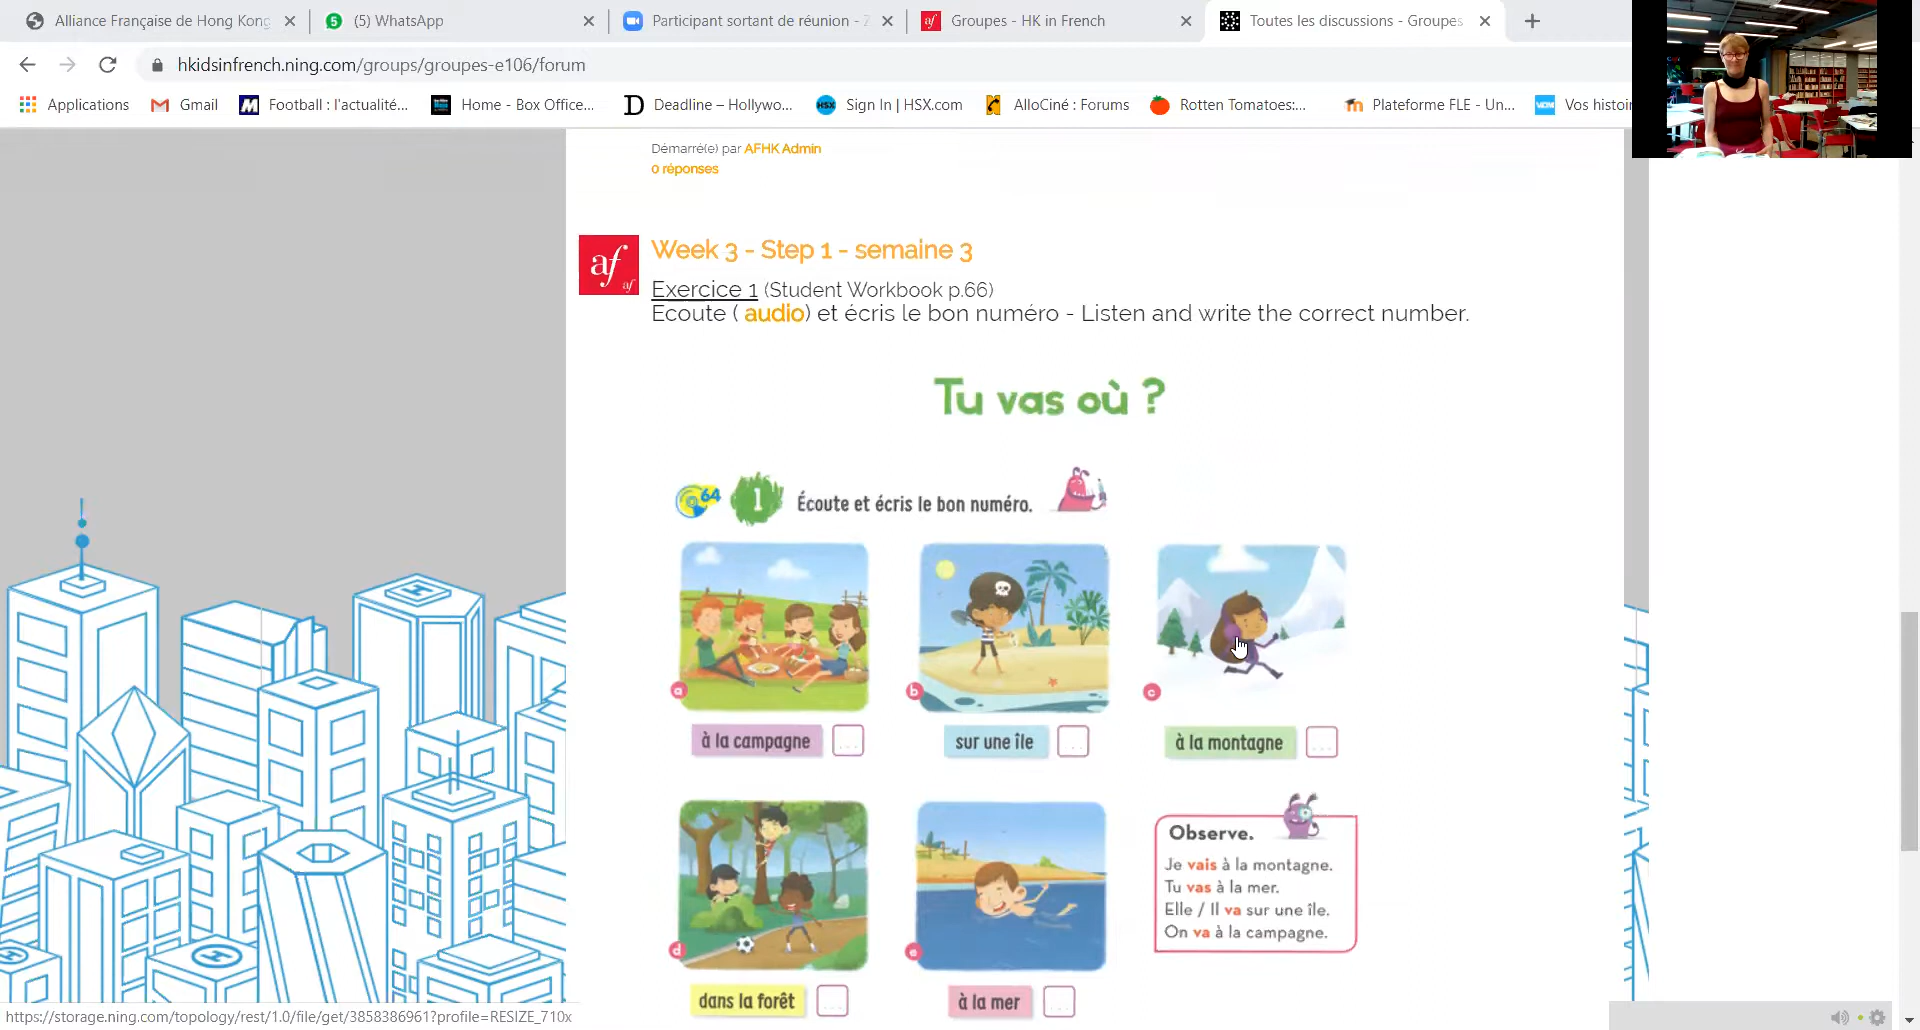 Alliance Française de Hong Kong
(5) WhatsApp
Participant sortant de réunion - Z
Groupes - HK in French
Toutes les discussions - Groupes
hkidsinfrench.ning.com/groups/groupes-e106/forum
Applications
Gmail
Football : l'actualité...
Home - Box Office...
Deadline – Hollywo...
Sign In | HSX.com
AlloCiné : Forums
Rotten Tomatoes:...
Plateforme FLE - Un...
Vos histoi
Démarré(e) par AFHK Admin
0 réponses
af
af
Week 3 - Step 1 - semaine 3
Exercice 1 (Student Workbook p.66)
Ecoute ( audio) et écris le bon numéro - Listen and write the correct number.
Tu vas où ?
64
1
Écoute et écris le bon numéro.
a
b
c
à la campagne ...
sur une île ...
à la montagne ...
d
e
Observe.
Je vais à la montagne.
Tu vas à la mer.
Elle / Il va sur une île.
On va à la campagne.
dans la forêt ...
à la mer ...
https://storage.ning.com/topology/rest/1.0/file/get/3858386961?profile=RESIZE_710x